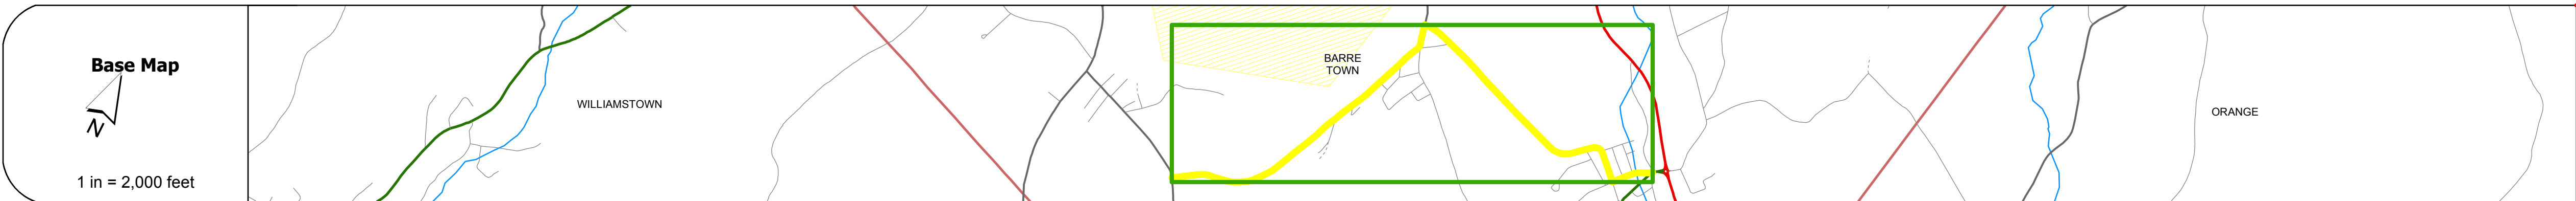 Base Map
N
1 in = 2,000 feet
WILLIAMSTOWN
BARRE
TOWN
ORANGE